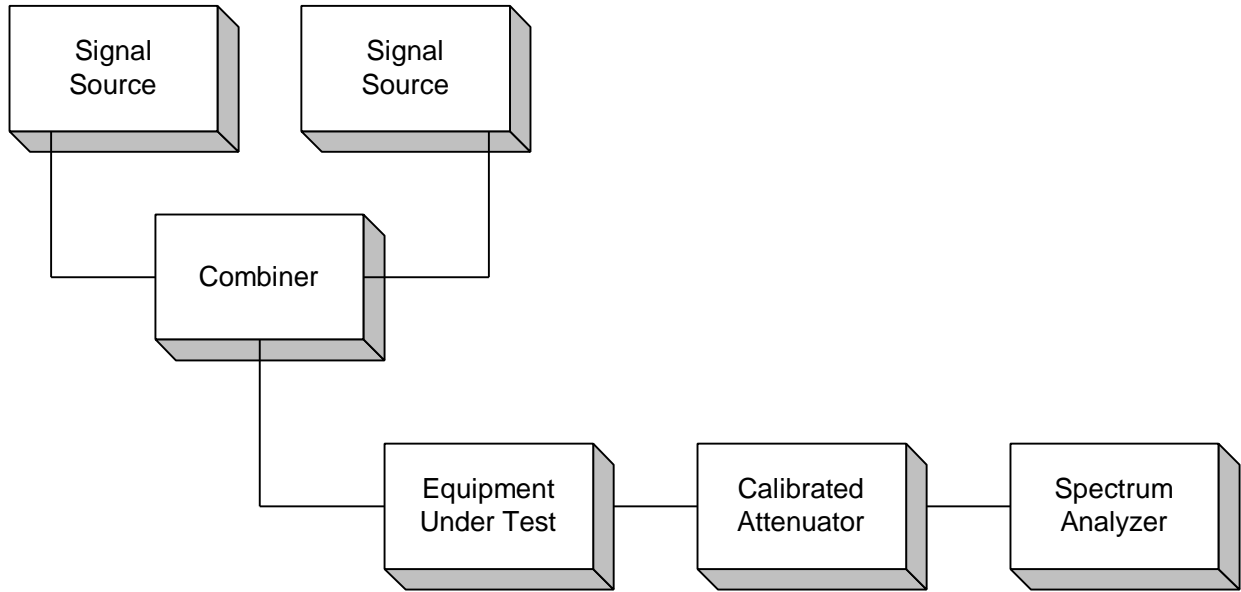 Signal
Source
Signal
Source
Combiner
Equipment
Under Test
Calibrated
Attenuator
Spectrum
Analyzer